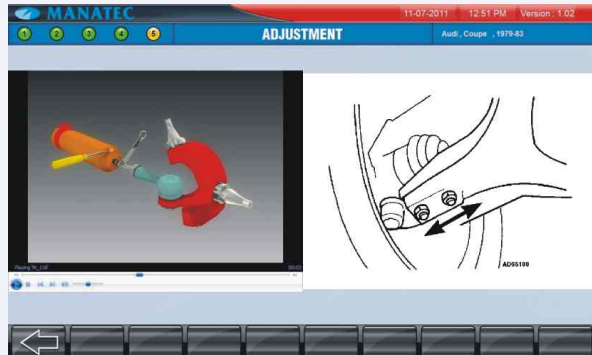 MANATEC
11-07-2011 12:51 PM Version : 1.02
1 2 3 4 5
ADJUSTMENT
Audi , Coupe , 1979-83
AD65100